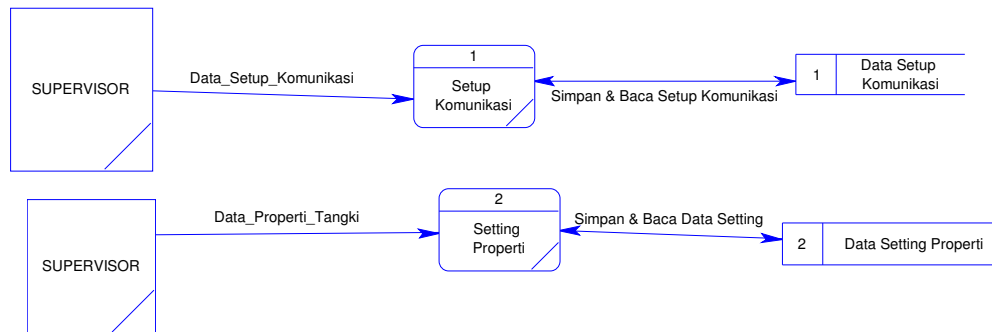 SUPERVISOR
Data_Setup_Komunikasi
1
Setup
Komunikasi
Simpan & Baca Setup Komunikasi
1
Data Setup
Komunikasi
SUPERVISOR
Data_Properti_Tangki
2
Setting
Properti
Simpan & Baca Data Setting
2
Data Setting Properti